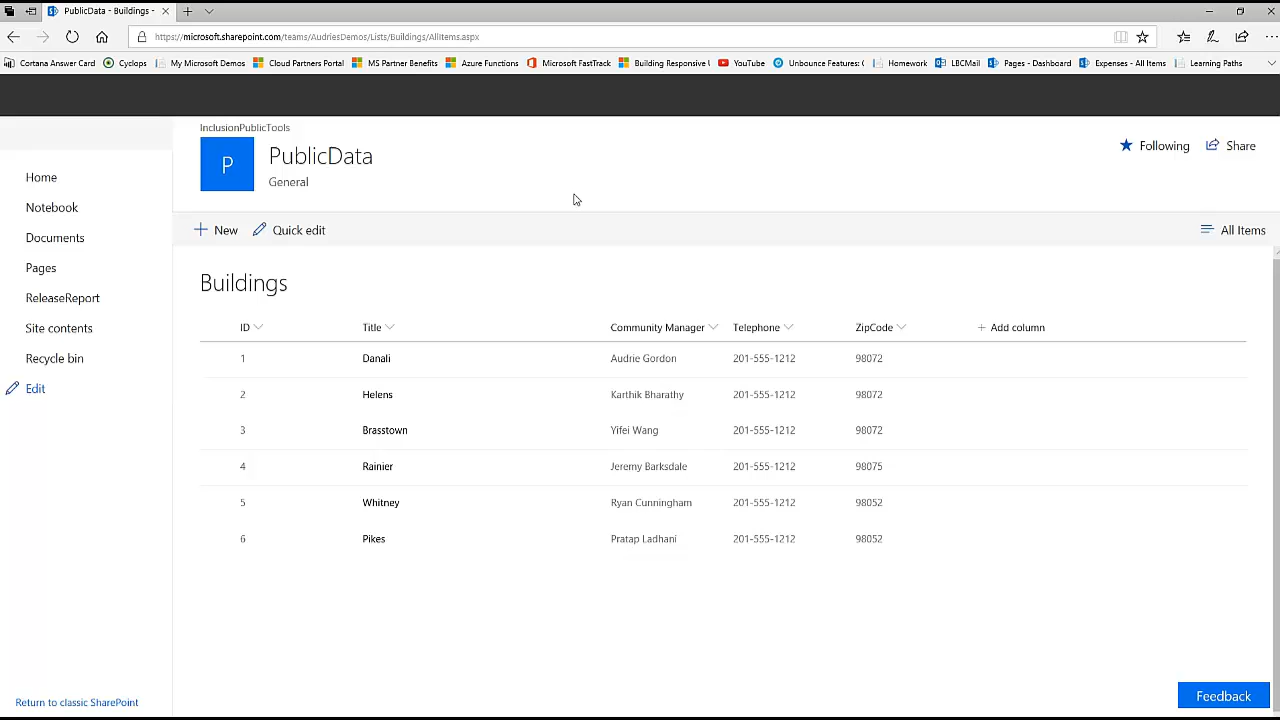 PublicData - Buildings -
https://microsoft.sharepoint.com/teams/AudriesDemos/Lists/Buildings/AllItems.aspx
Cortana Answer Card Cyclops My Microsoft Demos Cloud Partners Portal MS Partner Benefits Azure Functions Microsoft FastTrack Building Responsive YouTube Unbounce Features: Homework LBCMail Pages - Dashboard Expenses - All Items Learning Paths
InclusionPublicTools
P PublicData
General
Following Share
Home
Notebook
Documents
Pages
ReleaseReport
Site contents
Recycle bin
Edit
New Quick edit All Items
Buildings
ID Title Community Manager Telephone ZipCode + Add column
1 Danali Audrie Gordon 201-555-1212 98072
2 Helens Karthik Bharathy 201-555-1212 98072
3 Brasstown Yifei Wang 201-555-1212 98072
4 Rainier Jeremy Barksdale 201-555-1212 98075
5 Whitney Ryan Cunningham 201-555-1212 98052
6 Pikes Pratap Ladhani 201-555-1212 98052
Return to classic SharePoint
Feedback